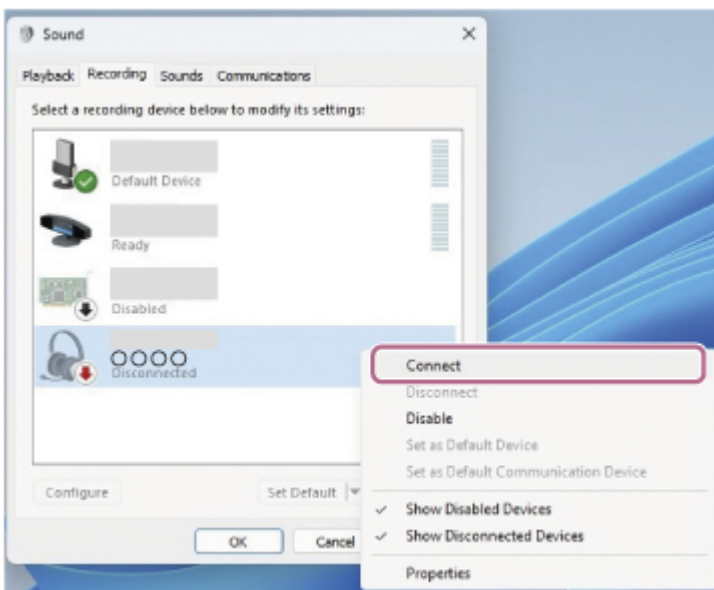 Sound
Playback Recording Sounds Communications
Select a recording device below to modify its settings:
Default Device
Ready
Disabled
○○○○
Disconnected
Connect
Disconnect
Disable
Set as Default Device
Set as Default Communication Device
Show Disabled Devices
Show Disconnected Devices
Properties
Configure
Set Default
OK
Cancel